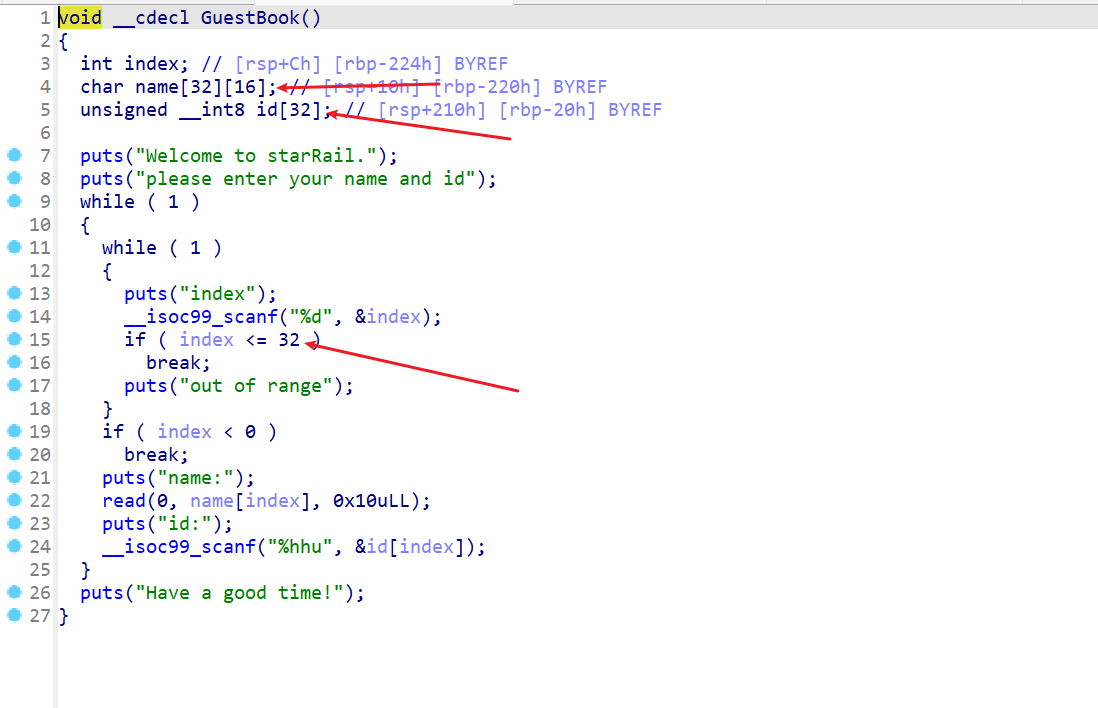 1 void __cdecl GuestBook()
2 {
3 int index; // [rsp+Ch] [rbp-224h] BYREF
4 char name[32][16]; // [rsp+10h] [rbp-220h] BYREF
5 unsigned __int8 id[32]; // [rsp+210h] [rbp-20h] BYREF
6
7 puts("Welcome to starRail.");
8 puts("please enter your name and id");
9 while ( 1 )
10 {
11 while ( 1 )
12 {
13 puts("index");
14 __isoc99_scanf("%d", &index);
15 if ( index <= 32 )
16 break;
17 puts("out of range");
18 }
19 if ( index < 0 )
20 break;
21 puts("name:");
22 read(0, name[index], 0x10uLL);
23 puts("id:");
24 __isoc99_scanf("%hhu", &id[index]);
25 }
26 puts("Have a good time!");
27 }